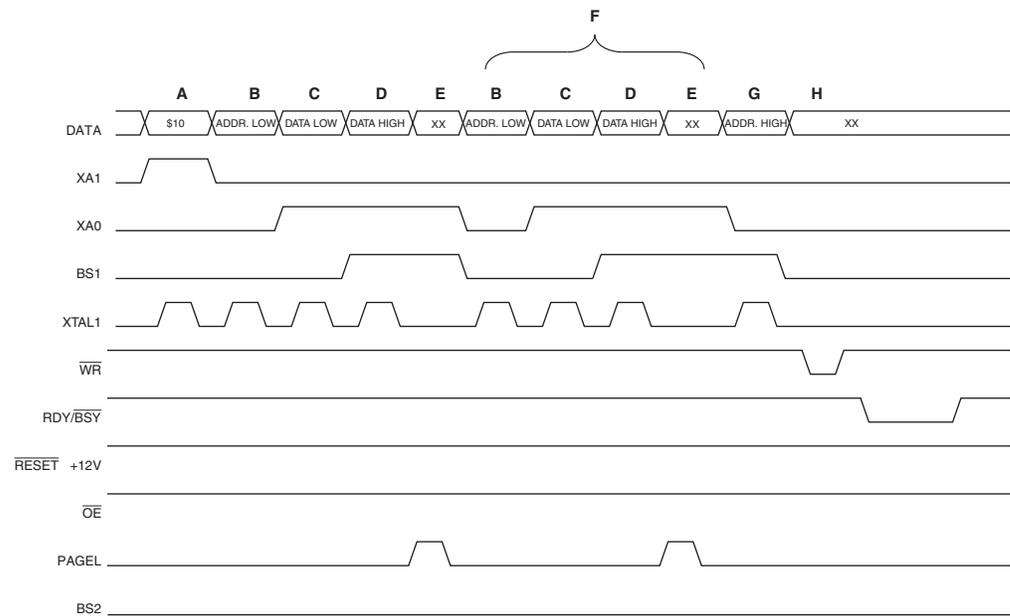 F
A B C D E B C D E G H
DATA $10 ADDR. LOW DATA LOW DATA HIGH XX ADDR. LOW DATA LOW DATA HIGH XX ADDR. HIGH XX
XA1
XA0
BS1
XTAL1
WR
RDY/BSY
RESET +12V
OE
PAGEL
BS2